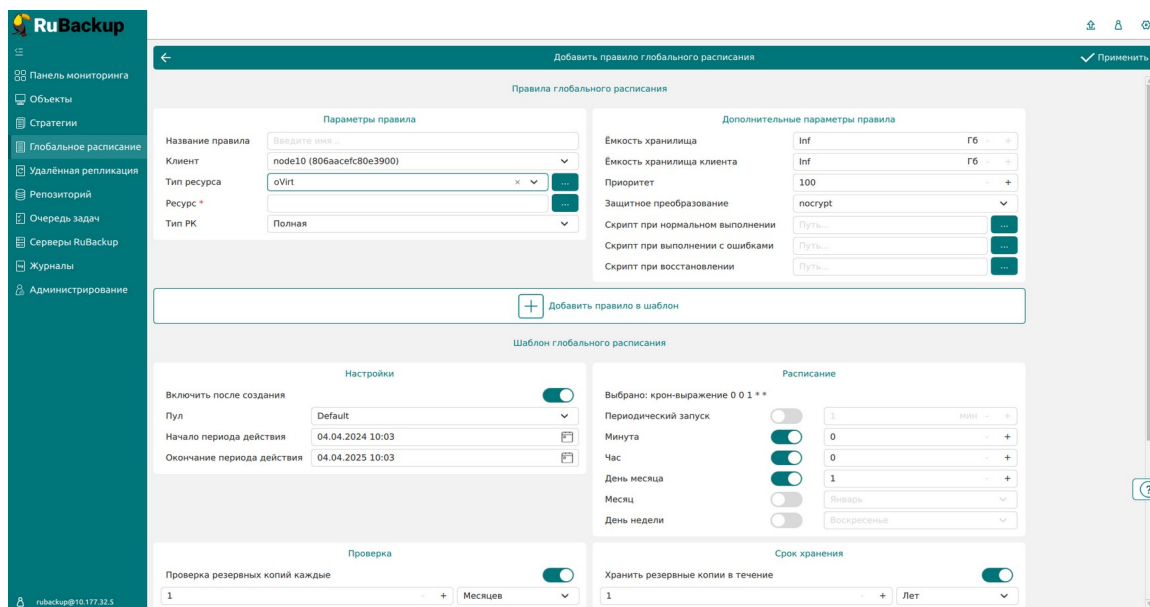 RuBackup
Панель мониторинга
Объекты
Стратегии
Глобальное расписание
Удалённая репликация
Репозиторий
Очередь задач
Серверы RuBackup
Журналы
Администрирование
rubackup@10.177.32.5
Добавить правило глобального расписания
Применить
Правила глобального расписания
Параметры правила
Название правила Введите имя ..
Клиент node10 (806aacefc80e3900)
Тип ресурса oVirt × ...
Ресурс * ...
Тип РК Полная
Дополнительные параметры правила
Ёмкость хранилища Inf Гб - +
Ёмкость хранилища клиента Inf Гб - +
Приоритет 100 - +
Защитное преобразование nocrypt
Скрипт при нормальном выполнении Путь... ...
Скрипт при выполнении с ошибками Путь... ...
Скрипт при восстановлении Путь... ...
+ Добавить правило в шаблон
Шаблон глобального расписания
Настройки
Включить после создания
Пул Default
Начало периода действия 04.04.2024 10:03
Окончание периода действия 04.04.2025 10:03
Расписание
Выбрано: крон-выражение 0 0 1 * *
Периодический запуск 1 мин - +
Минута 0 - +
Час 0 - +
День месяца 1 - +
Месяц Январь
День недели Воскресенье
?
Проверка
Проверка резервных копий каждые
1 - + Месяцев
Срок хранения
Хранить резервные копии в течение
1 - + Лет